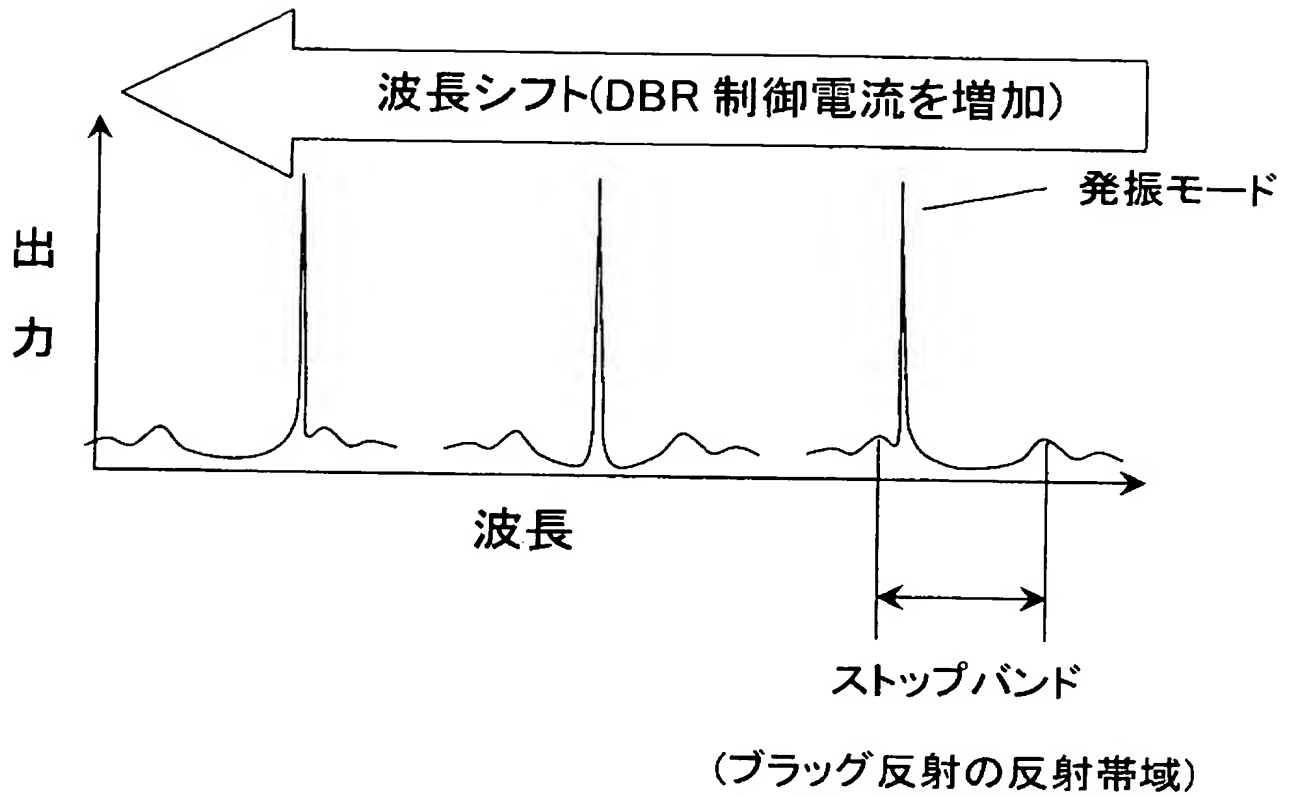 波長シフト(DBR 制御電流を増加)
発振モード
出力
波長
ストップバンド
(ブラッグ反射の反射帯域)